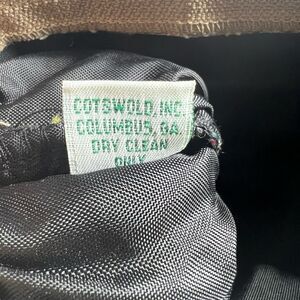 COTSWOLD, INC.
COLUMBUS, GA.
DRY CLEAN
ONLY